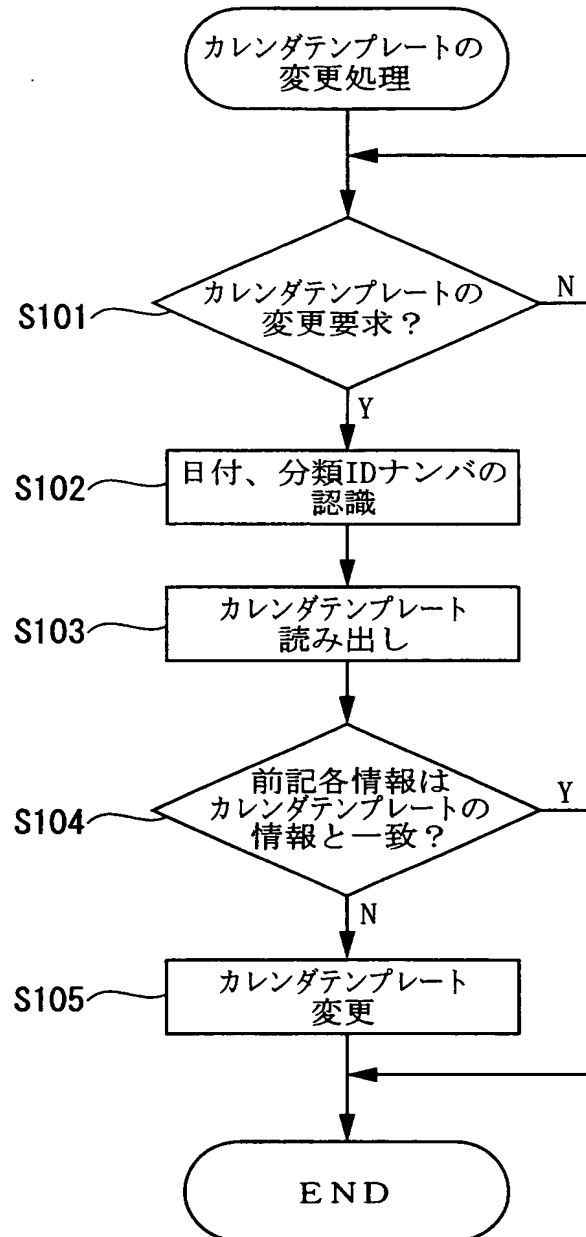 カレンダテンプレートの
変更処理
S101
カレンダテンプレートの
変更要求？
N
Y
S102
日付、分類IDナンバの
認識
S103
カレンダテンプレート
読み出し
S104
前記各情報は
カレンダテンプレートの
情報と一致？
Y
N
S105
カレンダテンプレート
変更
END